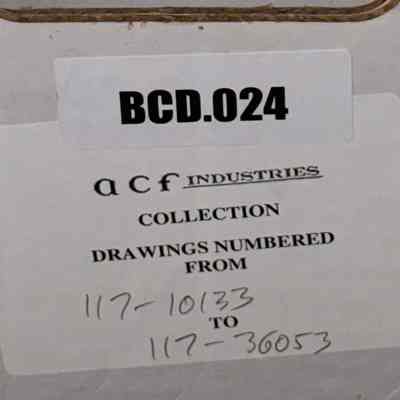 BCD.024
acf INDUSTRIES
COLLECTION
DRAWINGS NUMBERED
FROM
117-10133
TO
117-36053